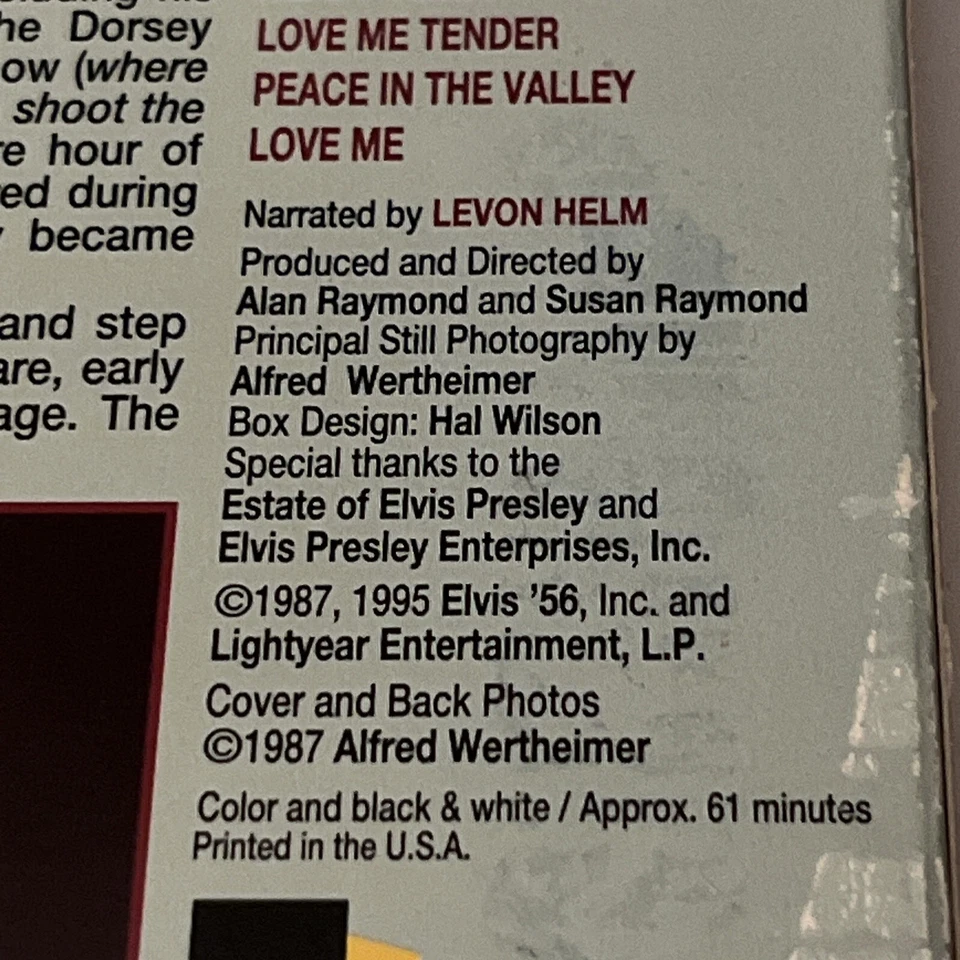 he Dorsey
ow (where
shoot the
e hour of
ed during
became
and step
are, early
age. The
LOVE ME TENDER
PEACE IN THE VALLEY
LOVE ME
Narrated by LEVON HELM
Produced and Directed by
Alan Raymond and Susan Raymond
Principal Still Photography by
Alfred Wertheimer
Box Design: Hal Wilson
Special thanks to the
Estate of Elvis Presley and
Elvis Presley Enterprises, Inc.
©1987, 1995 Elvis '56, Inc. and
Lightyear Entertainment, L.P.
Cover and Back Photos
©1987 Alfred Wertheimer
Color and black & white / Approx. 61 minutes
Printed in the U.S.A.